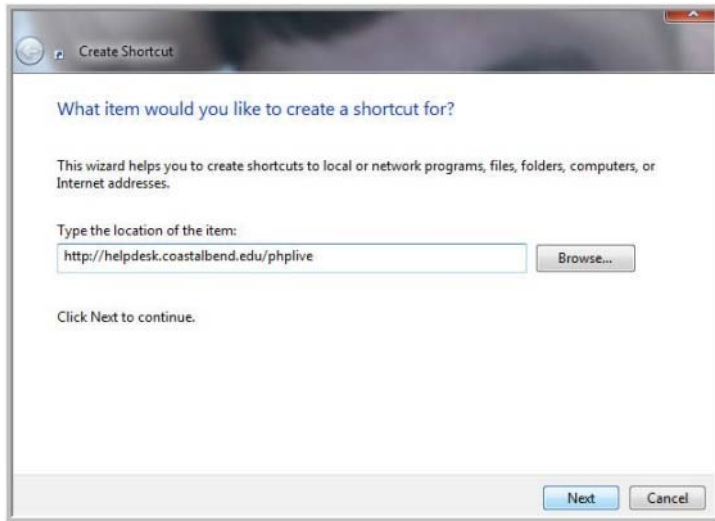 Create Shortcut
What item would you like to create a shortcut for?
This wizard helps you to create shortcuts to local or network programs, files, folders, computers, or
Internet addresses.
Type the location of the item:
http://helpdesk.coastalbend.edu/phplive
Browse...
Click Next to continue.
Next
Cancel